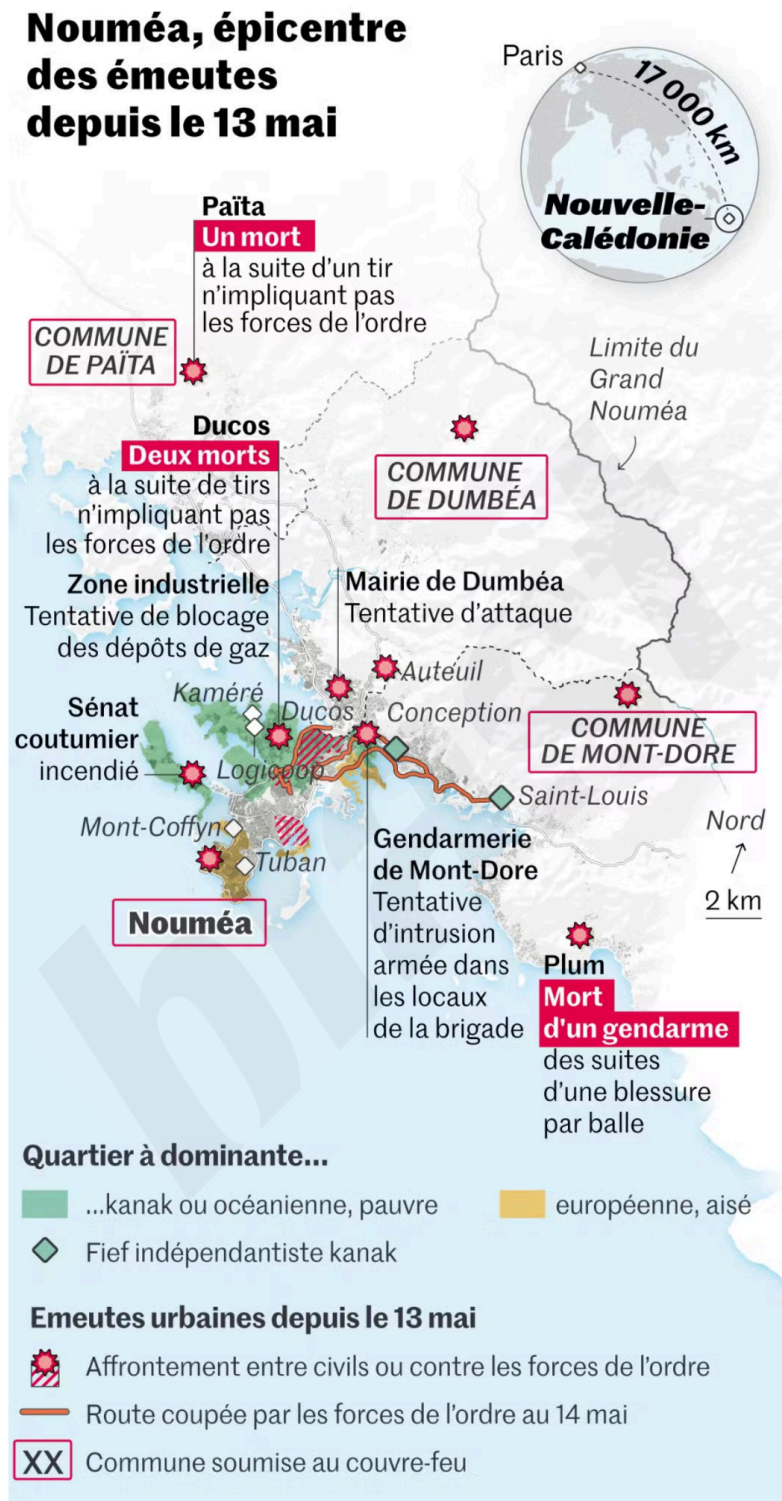 Nouméa, épicentre
des émeutes
depuis le 13 mai
Paris
17 000 km
Nouvelle-
Calédonie
Païta
Un mort
à la suite d'un tir
n'impliquant pas
les forces de l'ordre
COMMUNE
DE PAÏTA
Limite du
Grand
Nouméa
Ducos
Deux morts
à la suite de tirs
n'impliquant pas
les forces de l'ordre
COMMUNE
DE DUMBÉA
Zone industrielle
Tentative de blocage
des dépôts de gaz
Mairie de Dumbéa
Tentative d'attaque
Auteuil
Kaméré
Ducos
Conception
Sénat
coutumier
incendié
Logicoop
COMMUNE
DE MONT-DORE
Saint-Louis
Mont-Coffyn
Tuban
Nord
2 km
Nouméa
Gendarmerie
de Mont-Dore
Tentative
d'intrusion
armée dans
les locaux
de la brigade
Plum
Mort
d'un gendarme
des suites
d'une blessure
par balle
Quartier à dominante...
...kanak ou océanienne, pauvre
européenne, aisé
Fief indépendantiste kanak
Emeutes urbaines depuis le 13 mai
Affrontement entre civils ou contre les forces de l'ordre
Route coupée par les forces de l'ordre au 14 mai
XX Commune soumise au couvre-feu